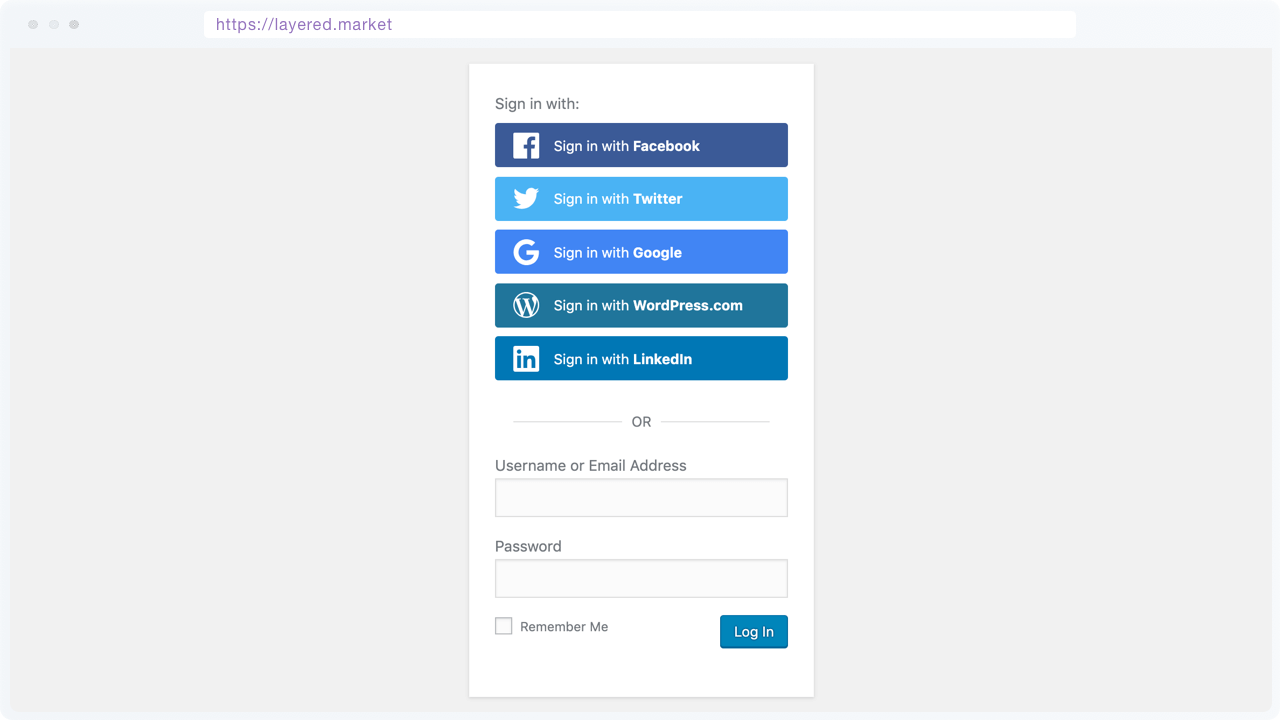 https://layered.market
Sign in with:
Sign in with Facebook
Sign in with Twitter
Sign in with Google
Sign in with WordPress.com
Sign in with LinkedIn
OR
Username or Email Address
Password
Remember Me
Log In